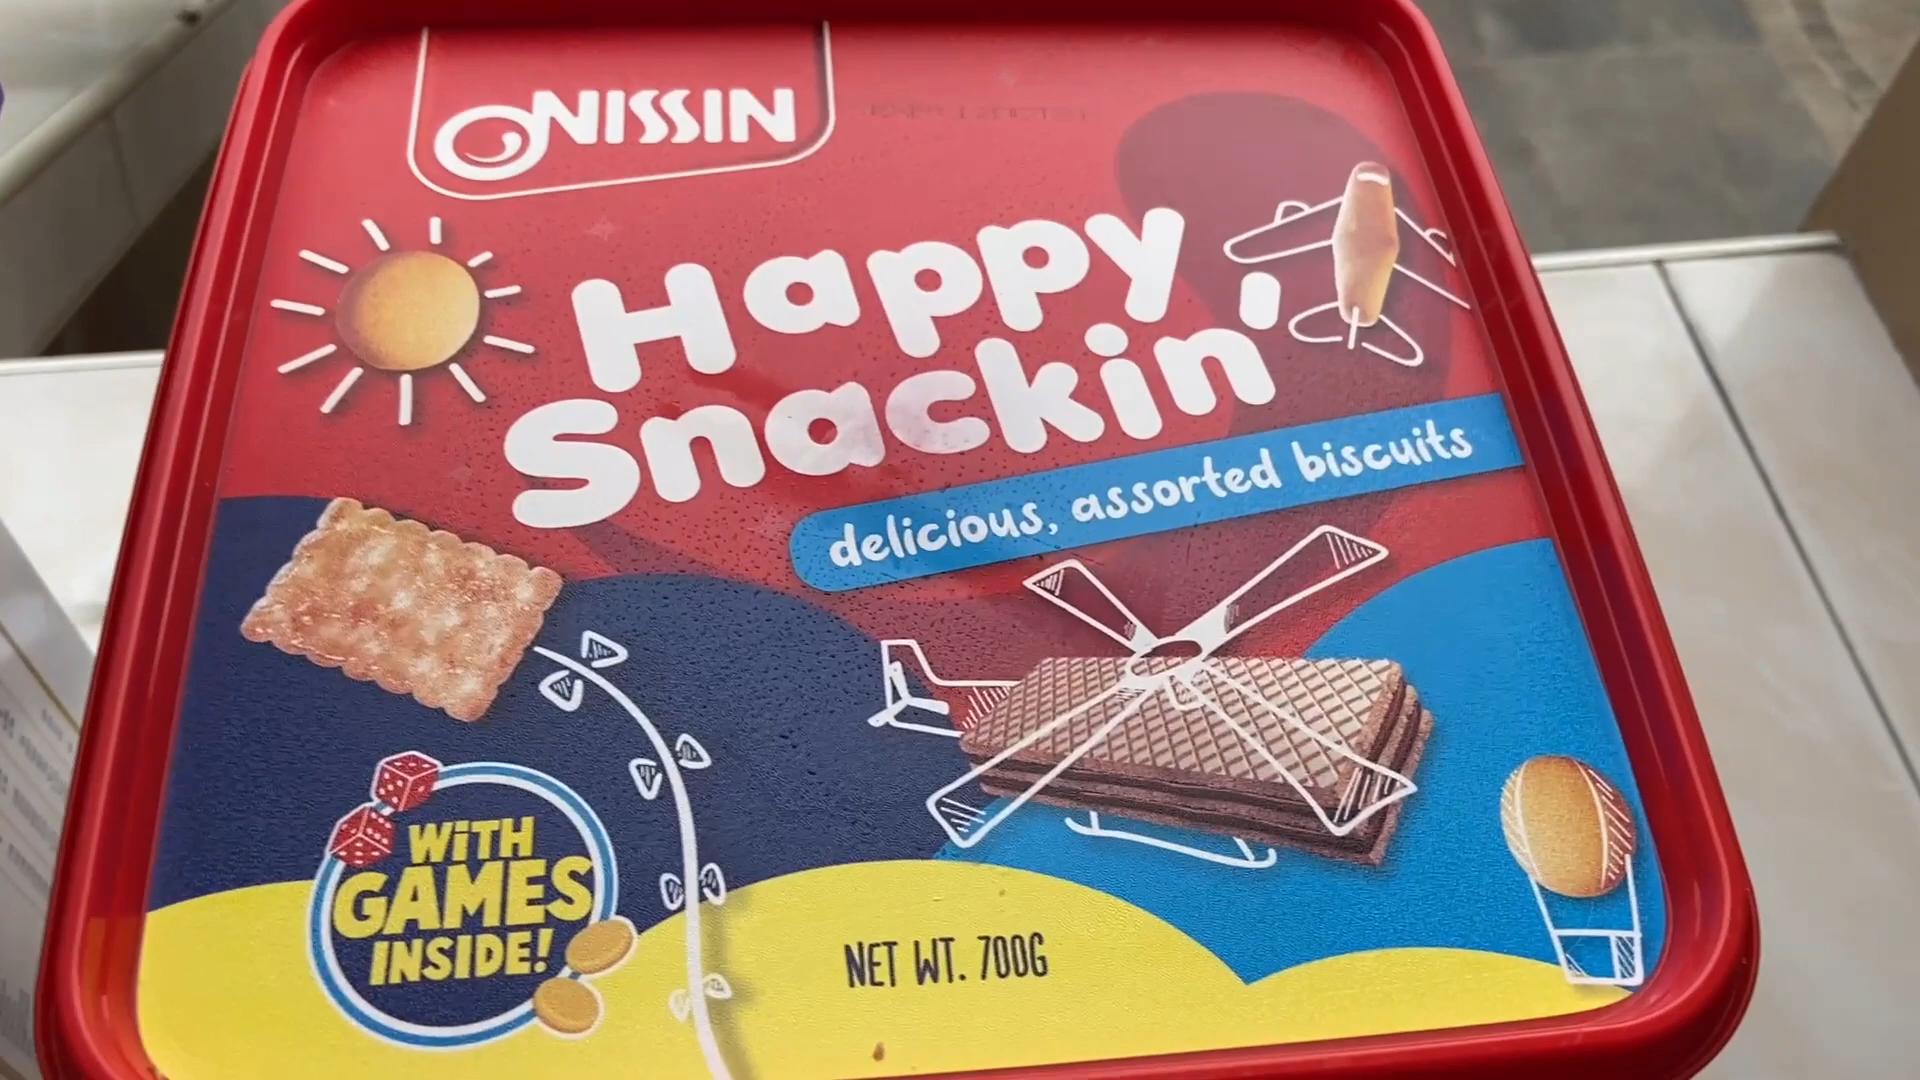 NISSIN
Happy
Snackin'
delicious, assorted biscuits
WiTH
GAMES
INSIDE!
NET WT. 700G